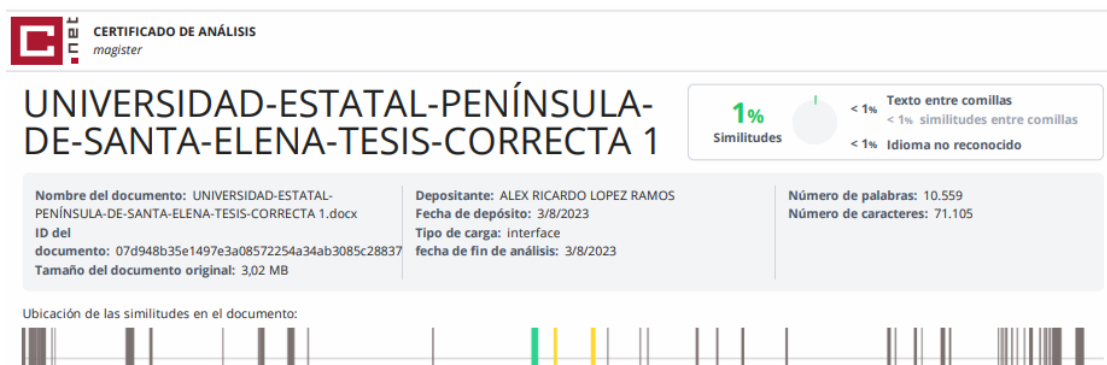 C
.net
CERTIFICADO DE ANÁLISIS
magister
UNIVERSIDAD-ESTATAL-PENÍNSULA-
DE-SANTA-ELENA-TESIS-CORRECTA 1
1%
Similitudes
< 1% Texto entre comillas
< 1% similitudes entre comillas
< 1% Idioma no reconocido
Nombre del documento: UNIVERSIDAD-ESTATAL-
PENÍNSULA-DE-SANTA-ELENA-TESIS-CORRECTA 1.docx
ID del
documento: 07d948b35e1497e3a08572254a34ab3085c28837
Tamaño del documento original: 3,02 MB
Depositante: ALEX RICARDO LOPEZ RAMOS
Fecha de depósito: 3/8/2023
Tipo de carga: interface
fecha de fin de análisis: 3/8/2023
Número de palabras: 10.559
Número de caracteres: 71.105
Ubicación de las similitudes en el documento: